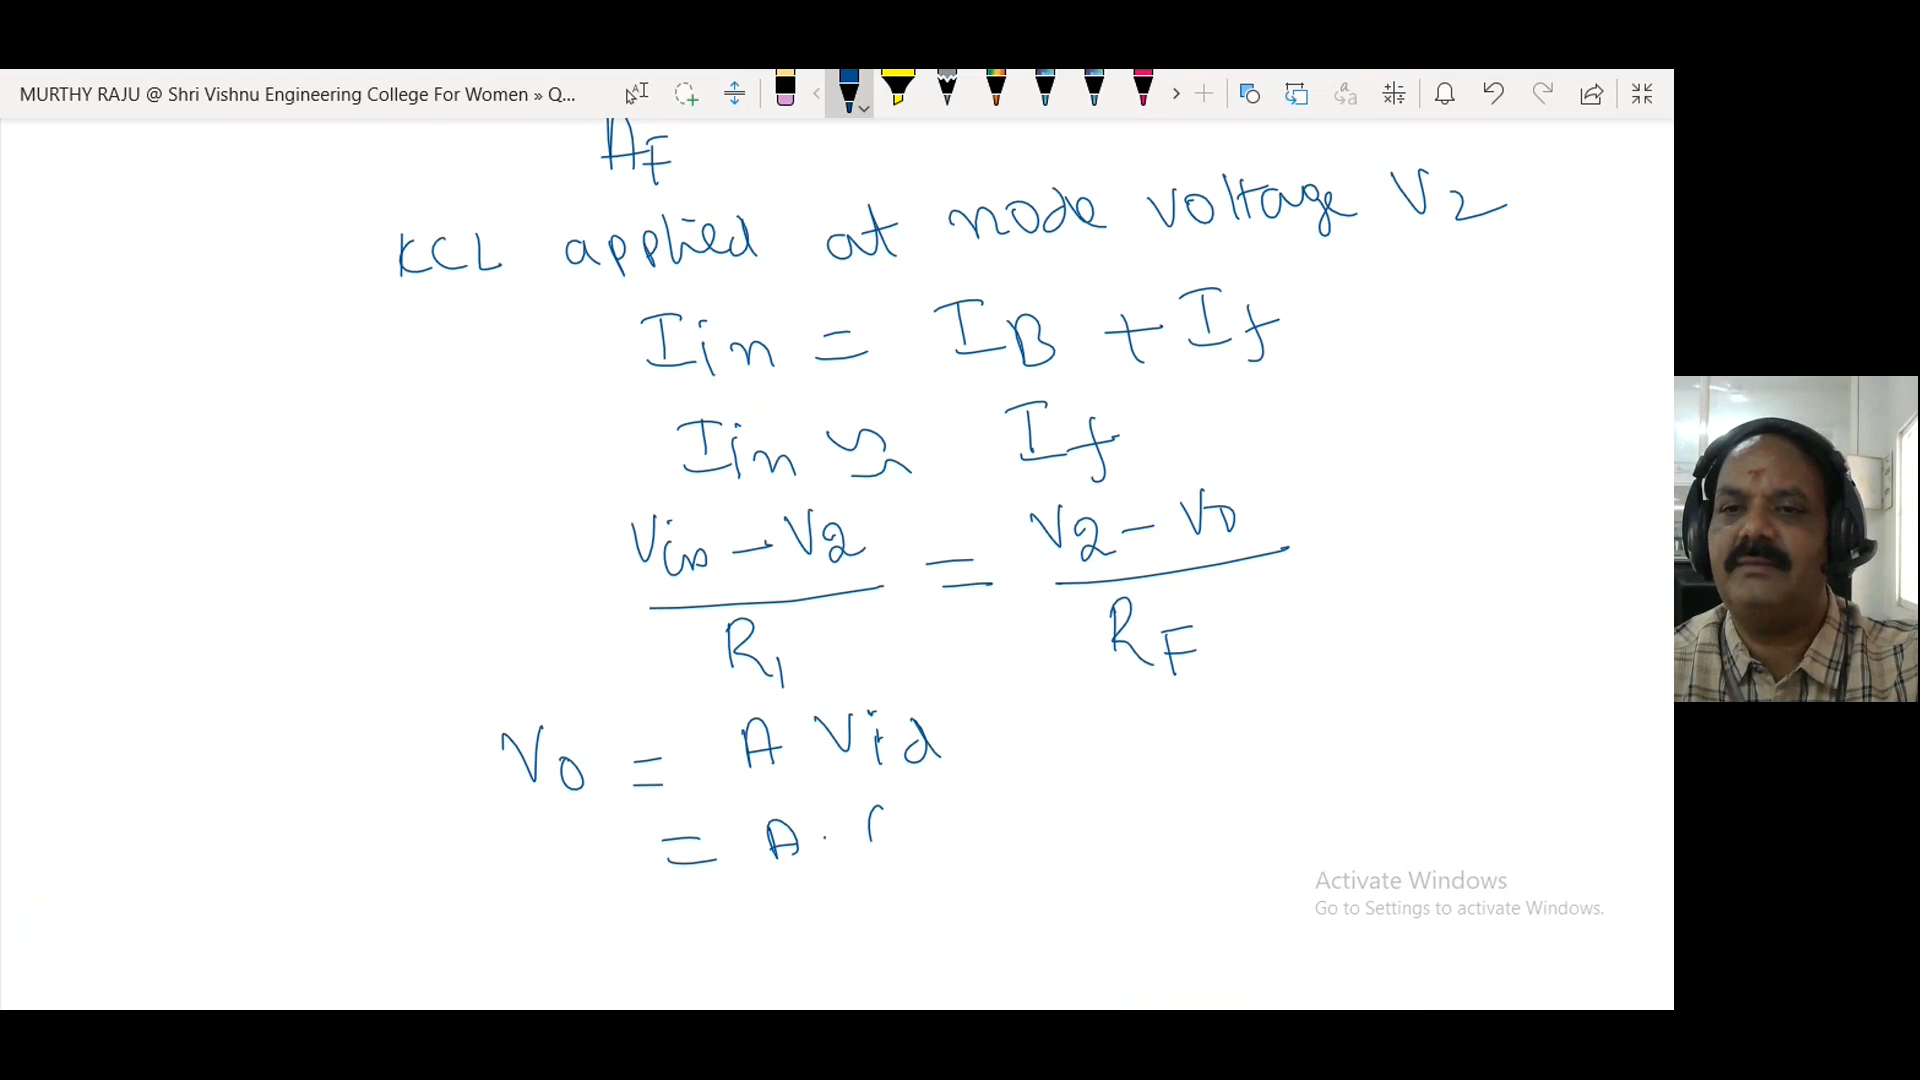 MURTHY RAJU @ Shri Vishnu Engineering College For Women » Q...
AF
KCL applied at node voltage V2
Iin = IB + If
Iin ≈ If
Vin - V2 / R1 = V2 - V0 / RF
V0 = A Vid
= A . (
Activate Windows
Go to Settings to activate Windows.